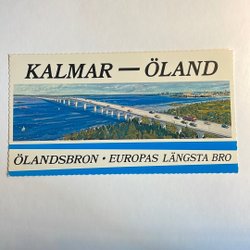 KALMAR — ÖLAND
ÖLANDSBRON • EUROPAS LÄNGSTA BRO